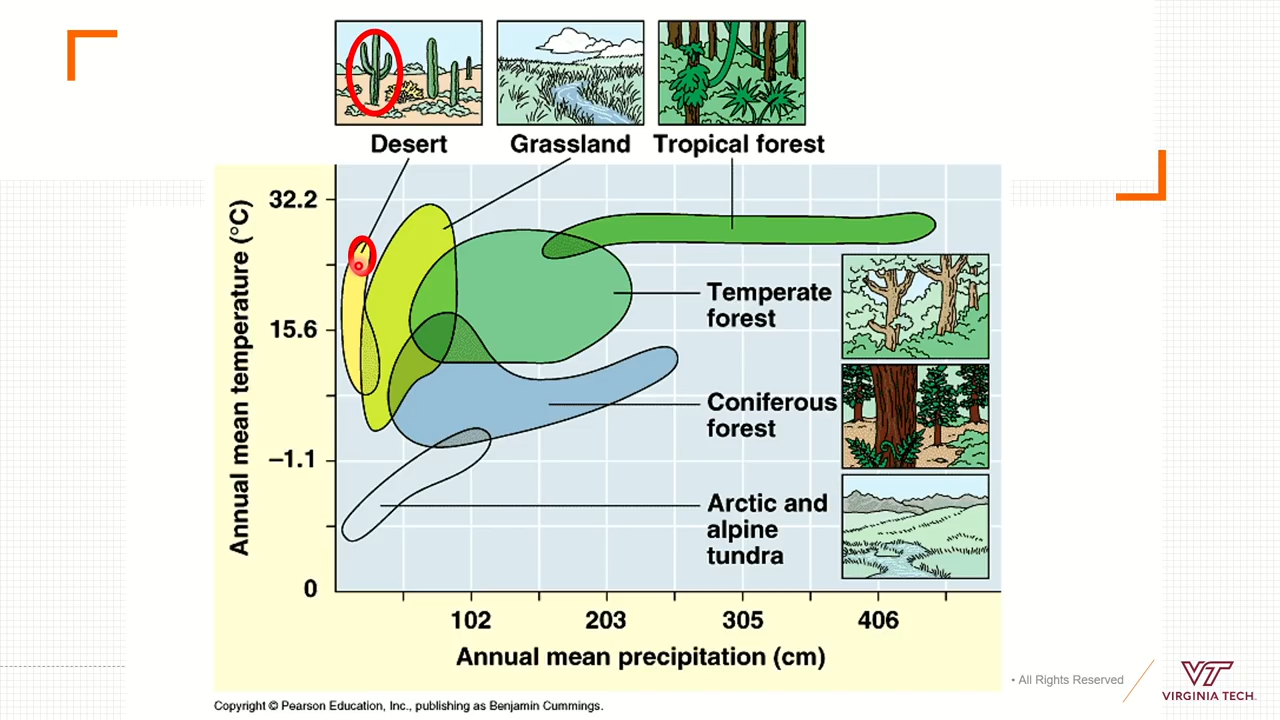 Desert
Grassland
Tropical forest
Annual mean temperature (°C)
32.2
15.6
–1.1
0
Temperate
forest
Coniferous
forest
Arctic and
alpine
tundra
102
203
305
406
Annual mean precipitation (cm)
Copyright © Pearson Education, Inc., publishing as Benjamin Cummings.
• All Rights Reserved
VT
VIRGINIA TECH.